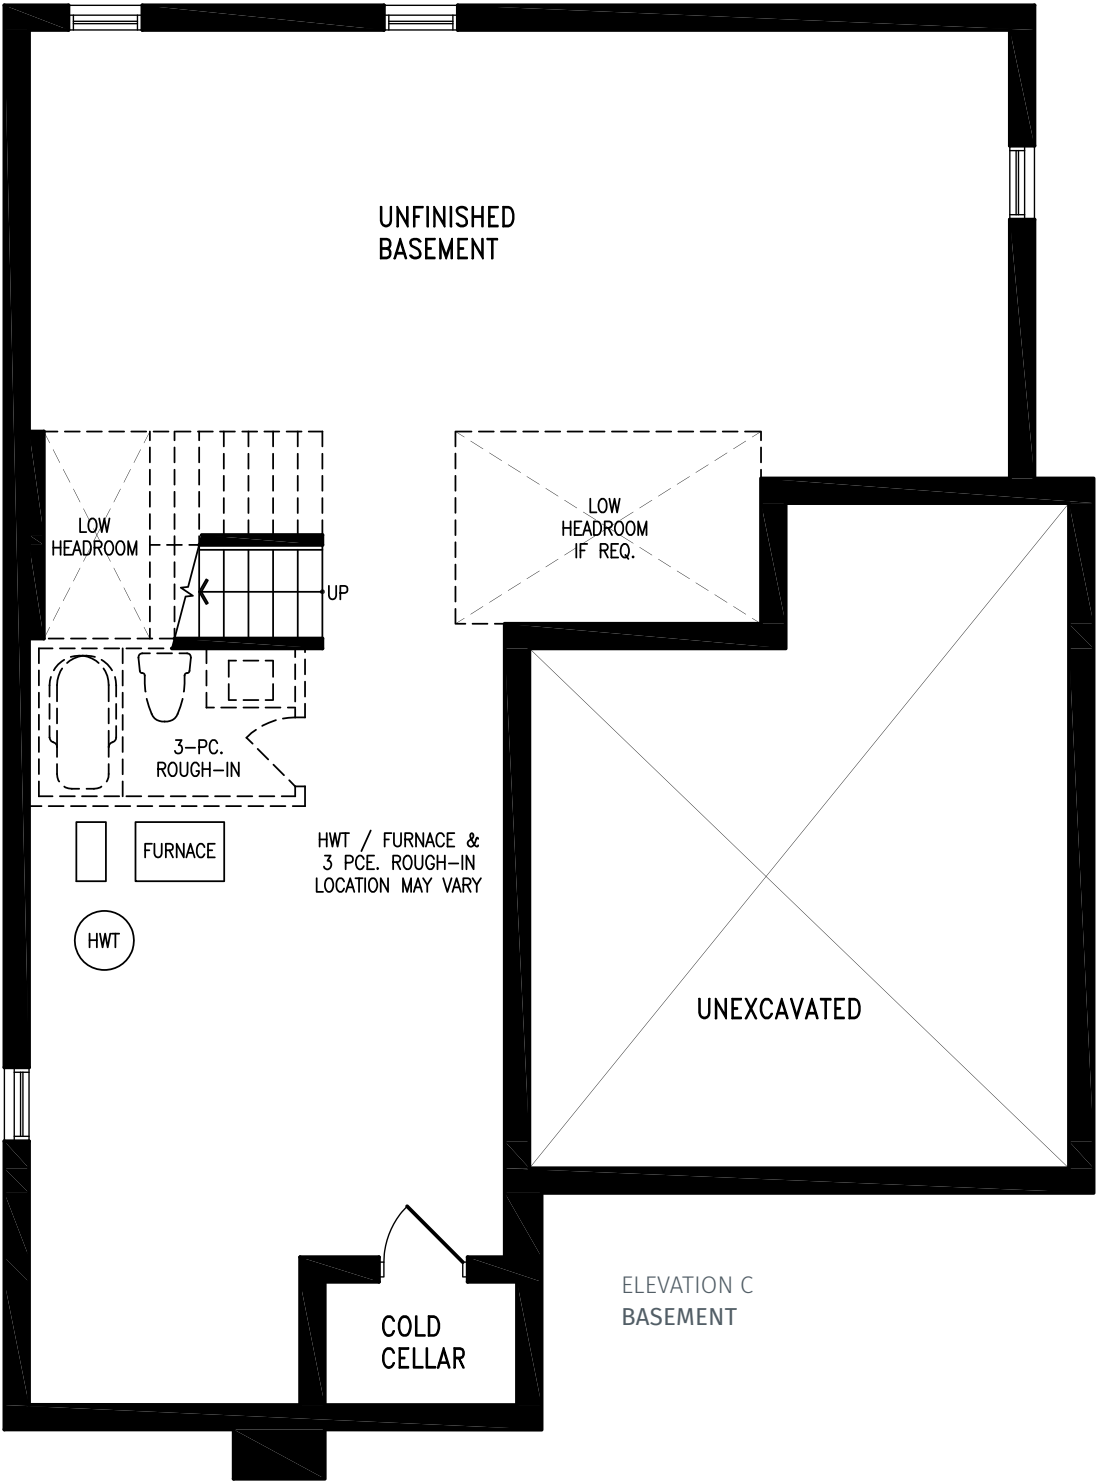 UNFINISHED
BASEMENT
LOW
HEADROOM
LOW
HEADROOM
IF REQ.
UP
3-PC.
ROUGH-IN
FURNACE
HWT / FURNACE &
3 PCE. ROUGH-IN
LOCATION MAY VARY
HWT
UNEXCAVATED
COLD
CELLAR
ELEVATION C
BASEMENT